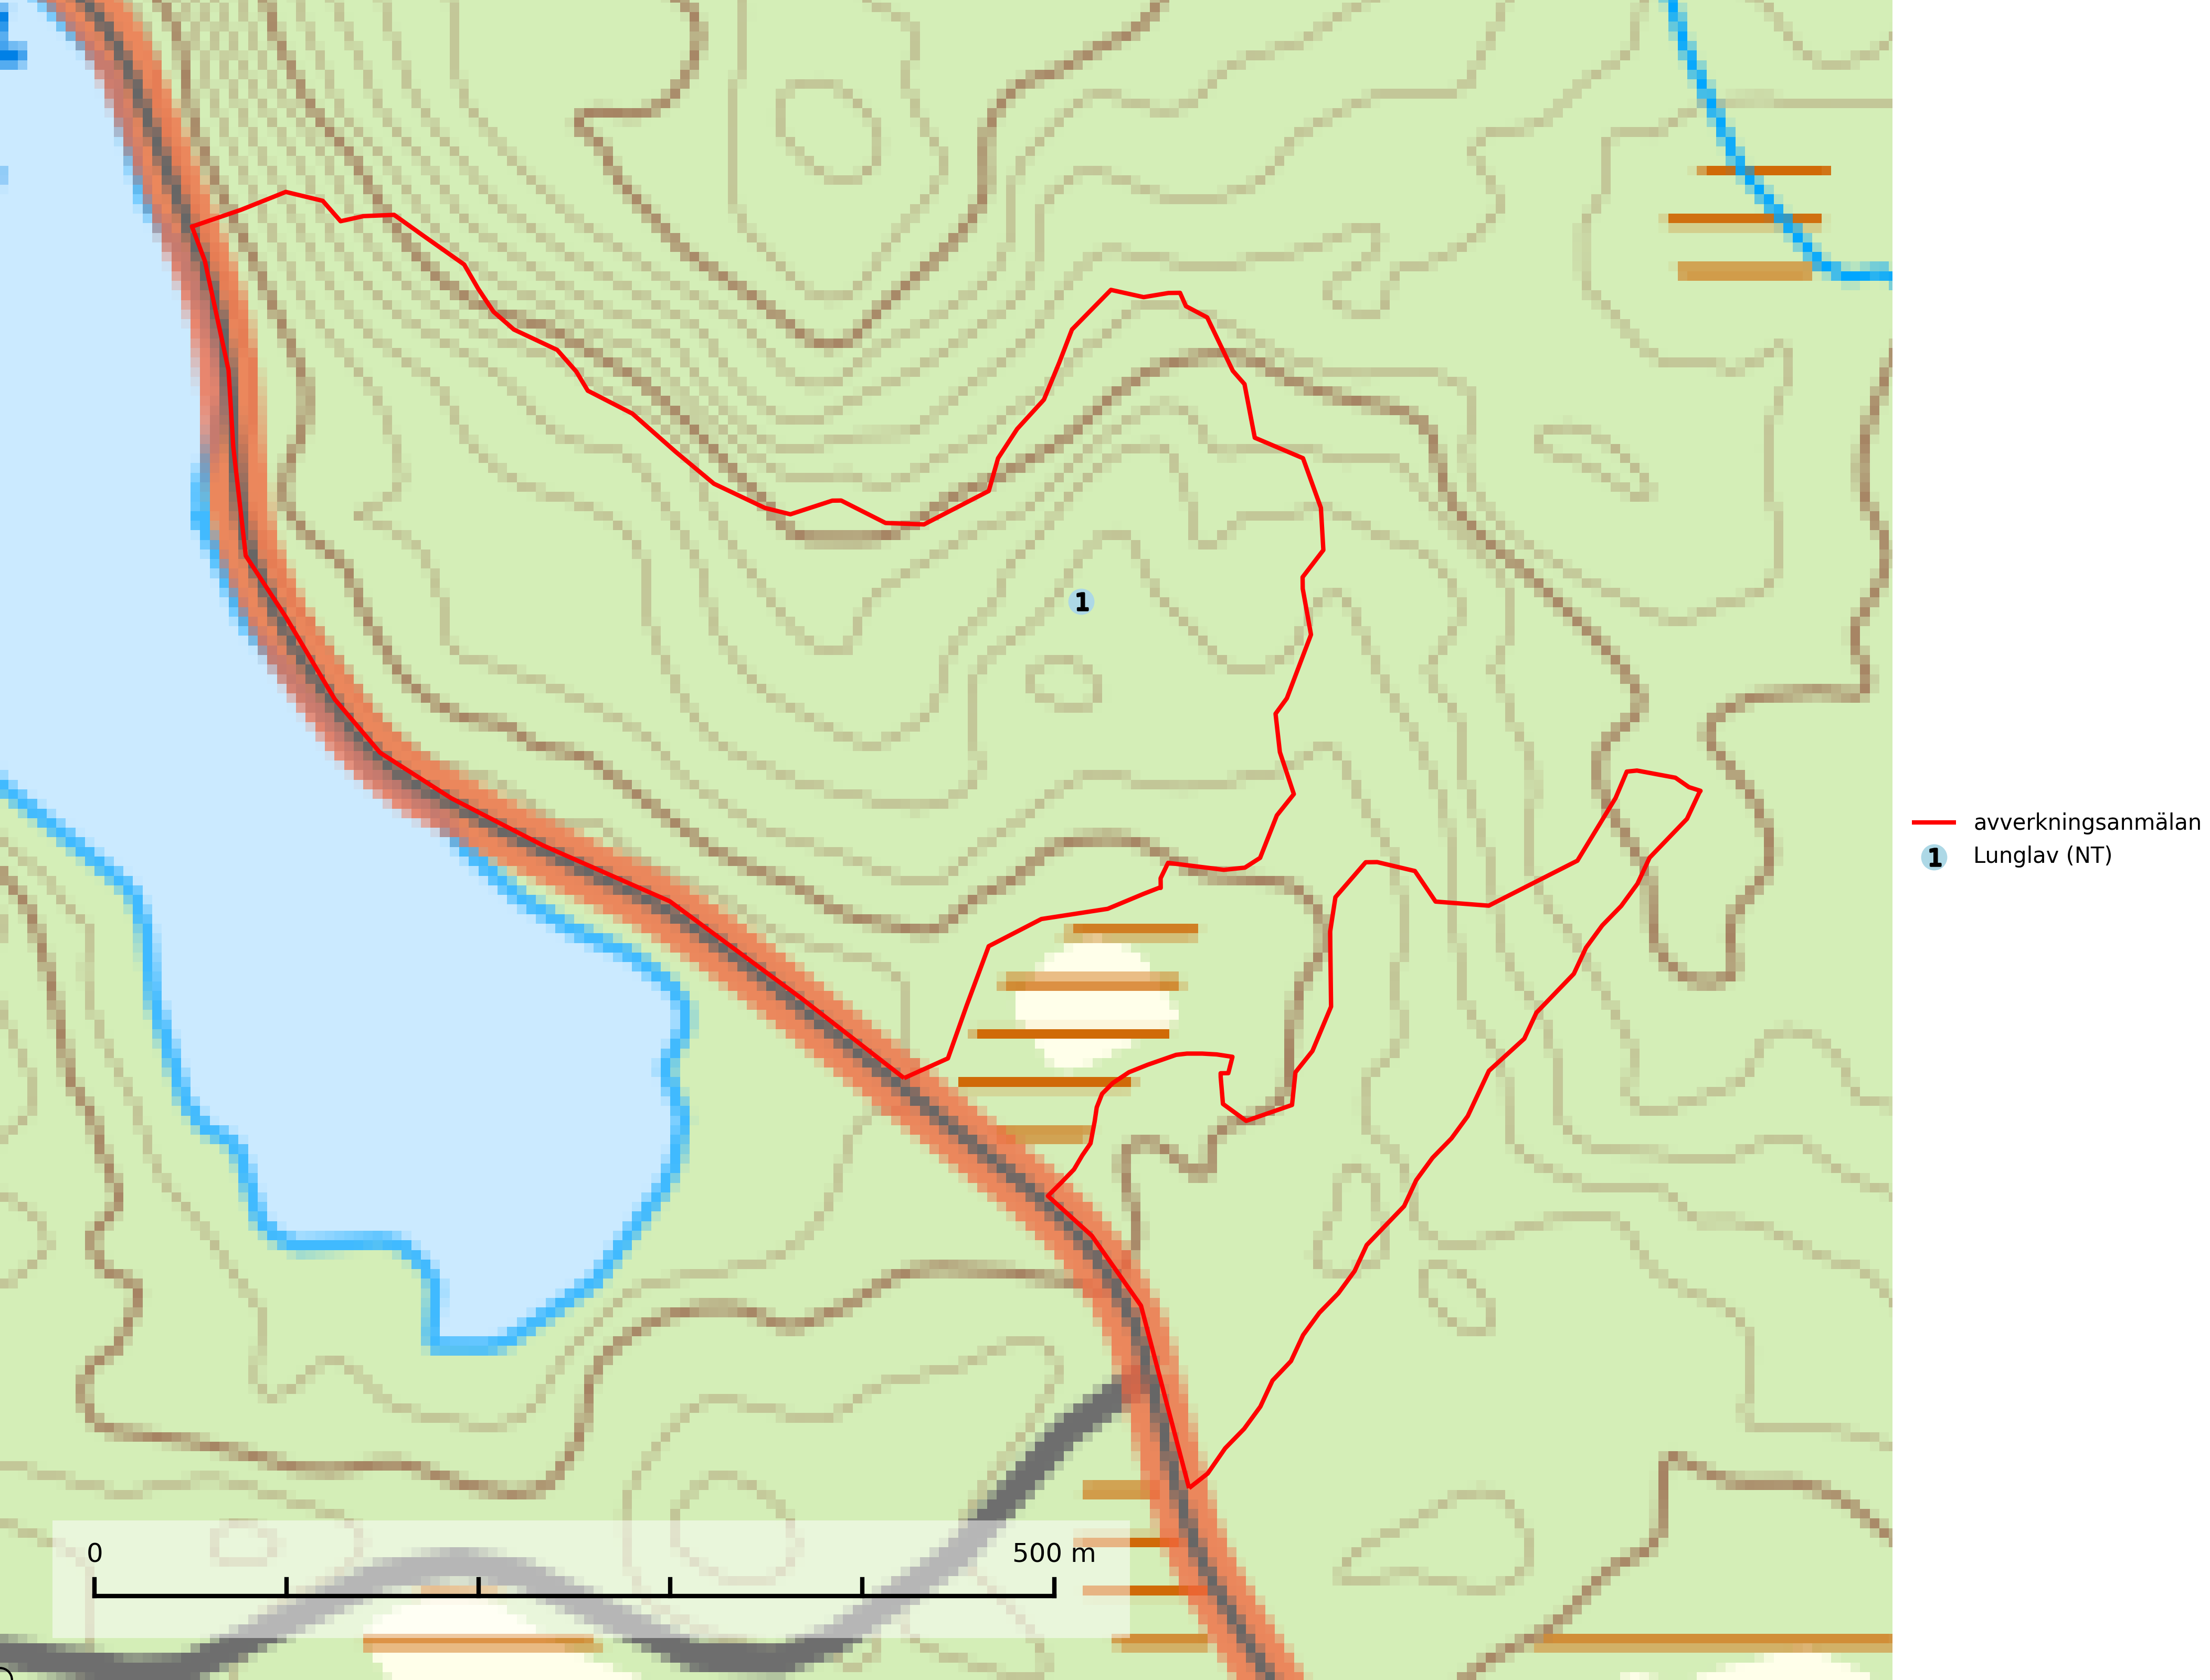 1
avverkningsanmälan
1 Lunglav (NT)
0 500 m